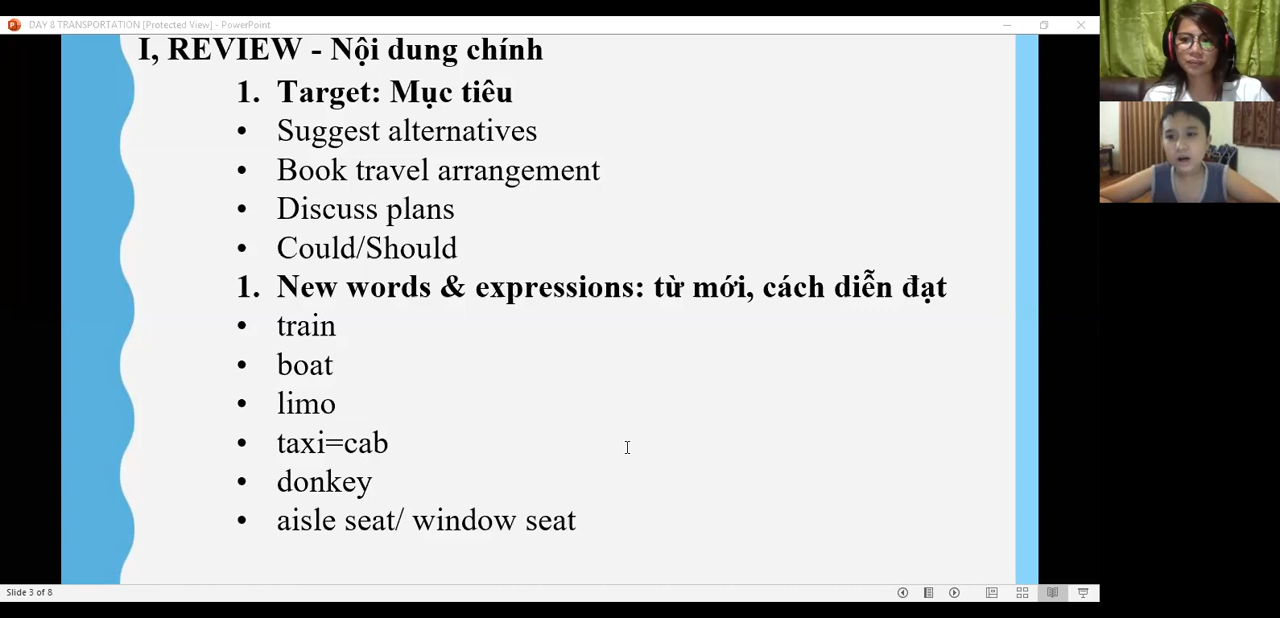 DAY 8 TRANSPORTATION [Protected View] - PowerPoint
I, REVIEW - Nội dung chính
1. Target: Mục tiêu
• Suggest alternatives
• Book travel arrangement
• Discuss plans
• Could/Should
1. New words & expressions: từ mới, cách diễn đạt
• train
• boat
• limo
• taxi=cab
• donkey
• aisle seat/ window seat
Slide 3 of 8